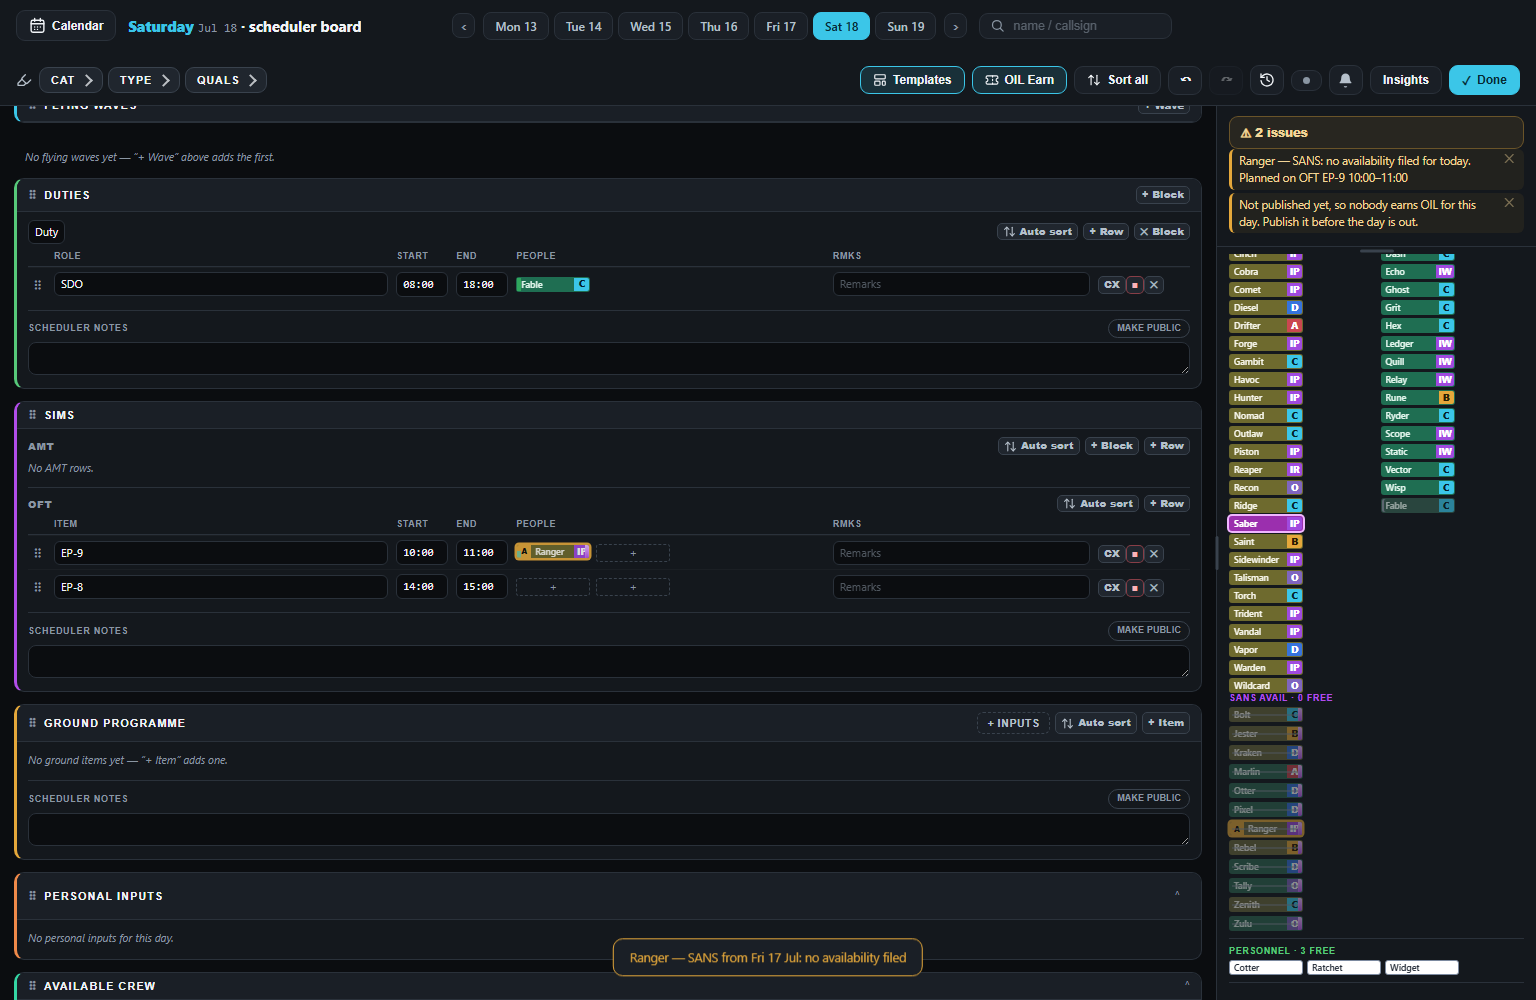 Calendar
Saturday Jul 18 · scheduler board
‹
Mon 13
Tue 14
Wed 15
Thu 16
Fri 17
Sat 18
Sun 19
›
name / callsign
CAT
TYPE
QUALS
Templates
OIL Earn
Sort all
Insights
✓ Done
FLYING WAVES
+ Wave
No flying waves yet — "+ Wave" above adds the first.
DUTIES
+ Block
Duty
Auto sort
+ Row
× Block
ROLE START END PEOPLE RMKS
SDO 08:00 18:00 Fable C Remarks CX
SCHEDULER NOTES
MAKE PUBLIC
SIMS
AMT
Auto sort
+ Block
+ Row
No AMT rows.
OFT
Auto sort
+ Row
ITEM START END PEOPLE RMKS
EP-9 10:00 11:00 A Ranger IP + Remarks CX
EP-8 14:00 15:00 + + Remarks CX
SCHEDULER NOTES
MAKE PUBLIC
GROUND PROGRAMME
+ INPUTS
Auto sort
+ Item
No ground items yet — "+ Item" adds one.
SCHEDULER NOTES
MAKE PUBLIC
PERSONAL INPUTS
No personal inputs for this day.
Ranger — SANS from Fri 17 Jul: no availability filed
AVAILABLE CREW
⚠ 2 issues
Ranger — SANS: no availability filed for today.
Planned on OFT EP-9 10:00–11:00
Not published yet, so nobody earns OIL for this
day. Publish it before the day is out.
Cinch IP
Cobra IP
Comet IP
Diesel D
Drifter A
Forge IP
Gambit C
Havoc IP
Hunter IP
Nomad C
Outlaw C
Piston IP
Reaper IR
Recon O
Ridge C
Saber IP
Saint B
Sidewinder IP
Talisman O
Torch C
Trident IP
Vandal IP
Vapor D
Warden IP
Wildcard O
Dash C
Echo IW
Ghost C
Grit C
Hex C
Ledger IW
Quill IW
Relay IW
Rune B
Ryder C
Scope IW
Static IW
Vector C
Wisp C
Fable C
SANS AVAIL · 0 FREE
Bolt C
Jester B
Kraken D
Marlin A
Otter D
Pixel D
A Ranger IP
Rebel B
Scribe D
Tally O
Zenith C
Zulu O
PERSONNEL · 3 FREE
Cotter
Ratchet
Widget